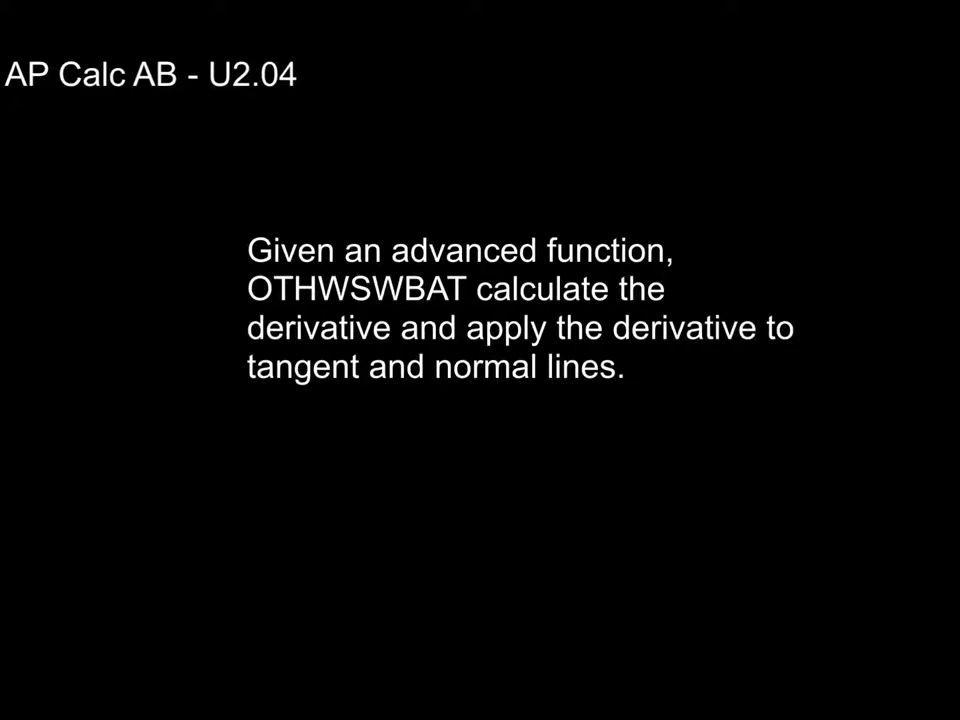 AP Calc AB - U2.04
Given an advanced function,
OTHWSWBAT calculate the
derivative and apply the derivative to
tangent and normal lines.